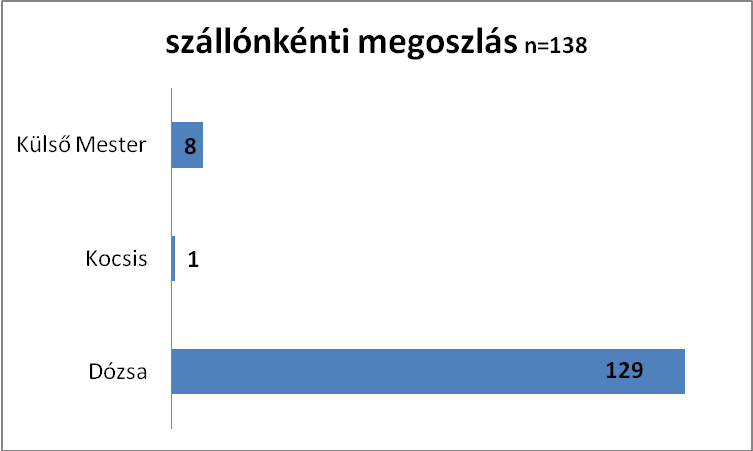 szállónkénti megoszlás n=138
Külső Mester 8
Kocsis 1
Dózsa 129